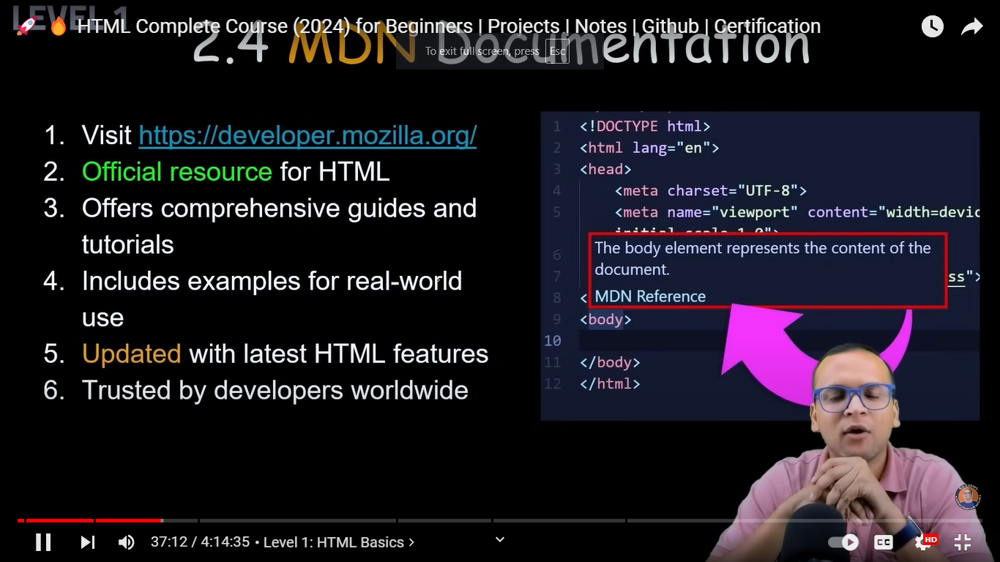 LEVEL 1
🚀 🔥 HTML Complete Course (2024) for Beginners | Projects | Notes | Github | Certification
2.4 MDN Documentation
To exit full screen, press Esc
1. Visit https://developer.mozilla.org/
2. Official resource for HTML
3. Offers comprehensive guides and
tutorials
4. Includes examples for real-world
use
5. Updated with latest HTML features
6. Trusted by developers worldwide
1 <!DOCTYPE html>
2 <html lang="en">
3 <head>
4 <meta charset="UTF-8">
5 <meta name="viewport" content="width=devic
initial-scale=1.0">
The body element represents the content of the
6
document.
7 ss">
8 < MDN Reference
9 <body>
10
11 </body>
12 </html>
37:12 / 4:14:35 • Level 1: HTML Basics >
CC
HD